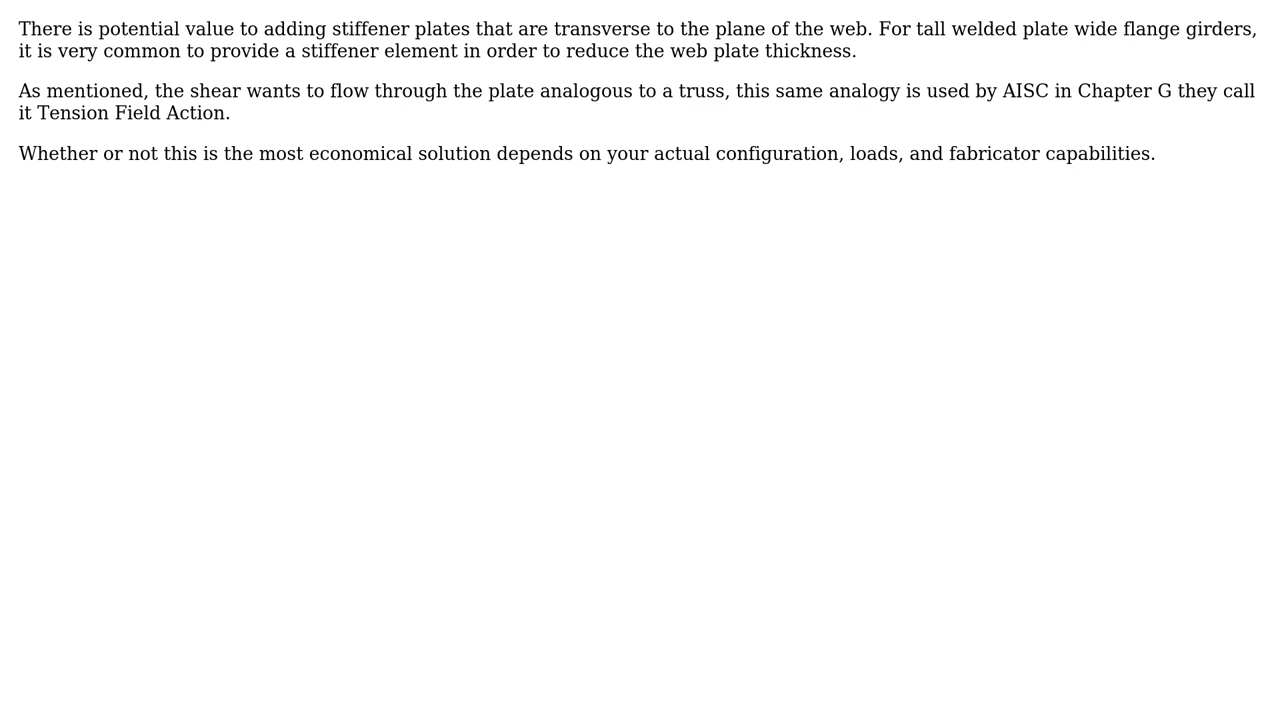 There is potential value to adding stiffener plates that are transverse to the plane of the web. For tall welded plate wide flange girders,
it is very common to provide a stiffener element in order to reduce the web plate thickness.
As mentioned, the shear wants to flow through the plate analogous to a truss, this same analogy is used by AISC in Chapter G they call
it Tension Field Action.
Whether or not this is the most economical solution depends on your actual configuration, loads, and fabricator capabilities.